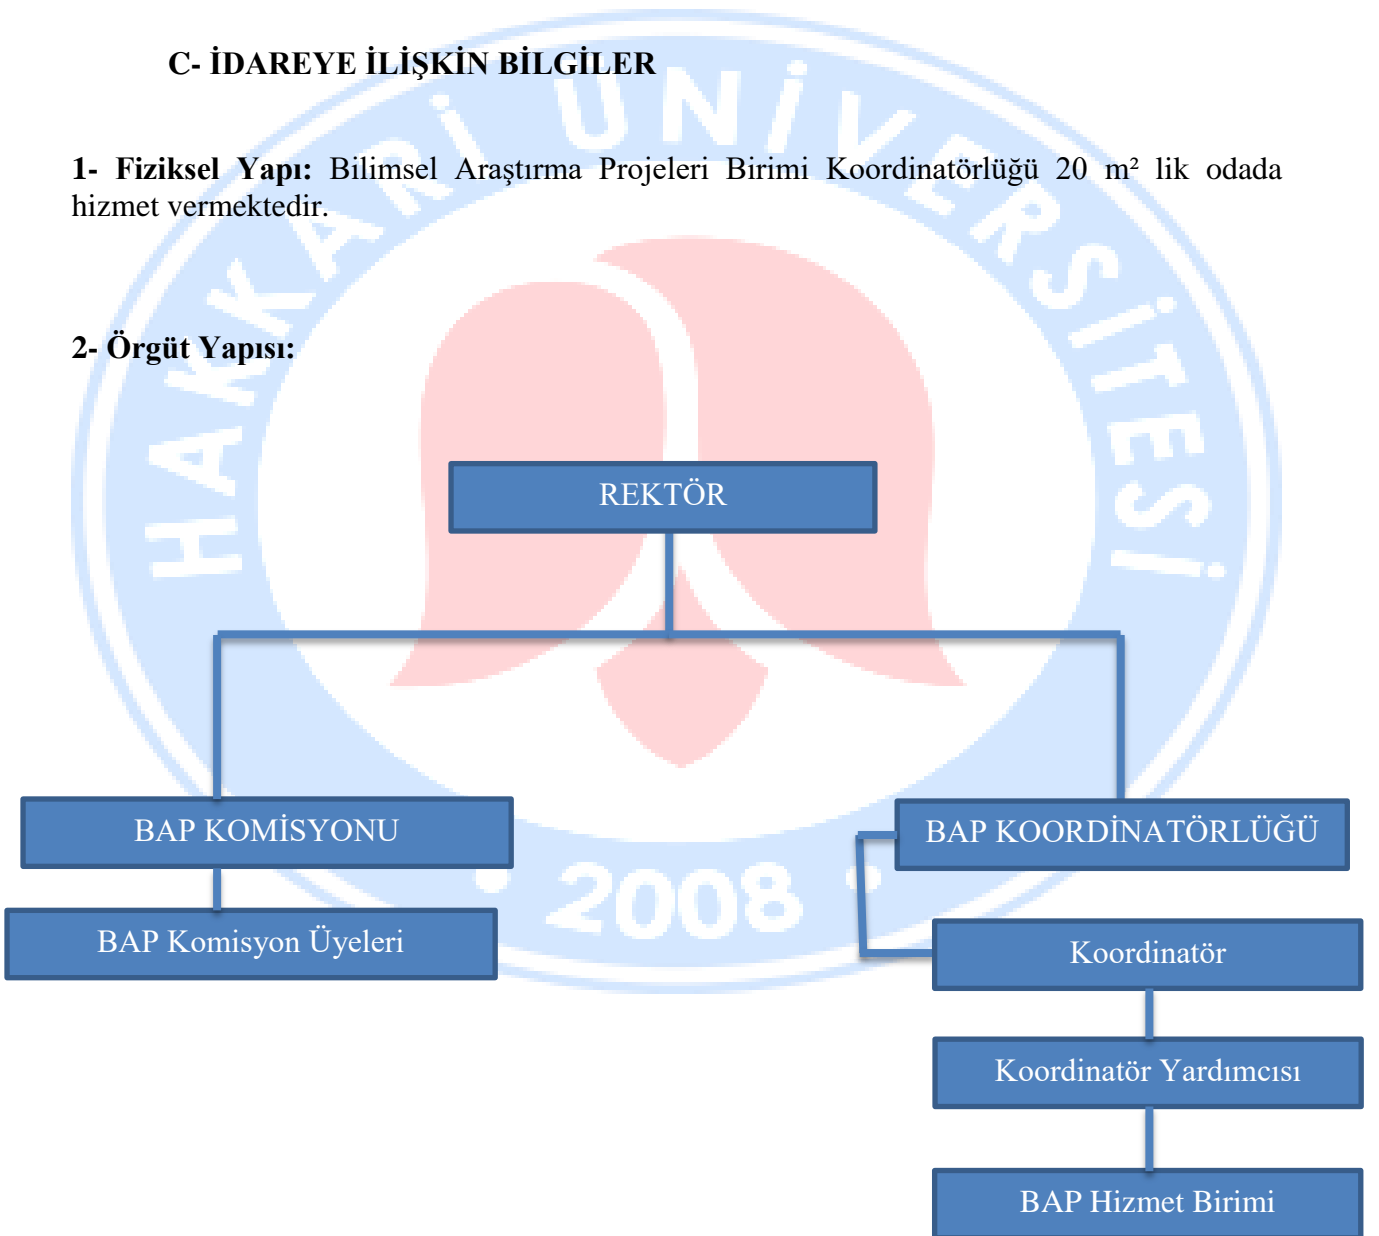 C- İDAREYE İLİŞKİN BİLGİLER
1- Fiziksel Yapı: Bilimsel Araştırma Projeleri Birimi Koordinatörlüğü 20 m² lik odada
hizmet vermektedir.
2- Örgüt Yapısı:
HAKKARİ ÜNİVERSİTESİ
REKTÖR
BAP KOMİSYONU
BAP KOORDİNATÖRLÜĞÜ
• 2008 •
BAP Komisyon Üyeleri
Koordinatör
Koordinatör Yardımcısı
BAP Hizmet Birimi